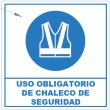 USO OBLIGATORIO
DE CHALECO DE
SEGURIDAD